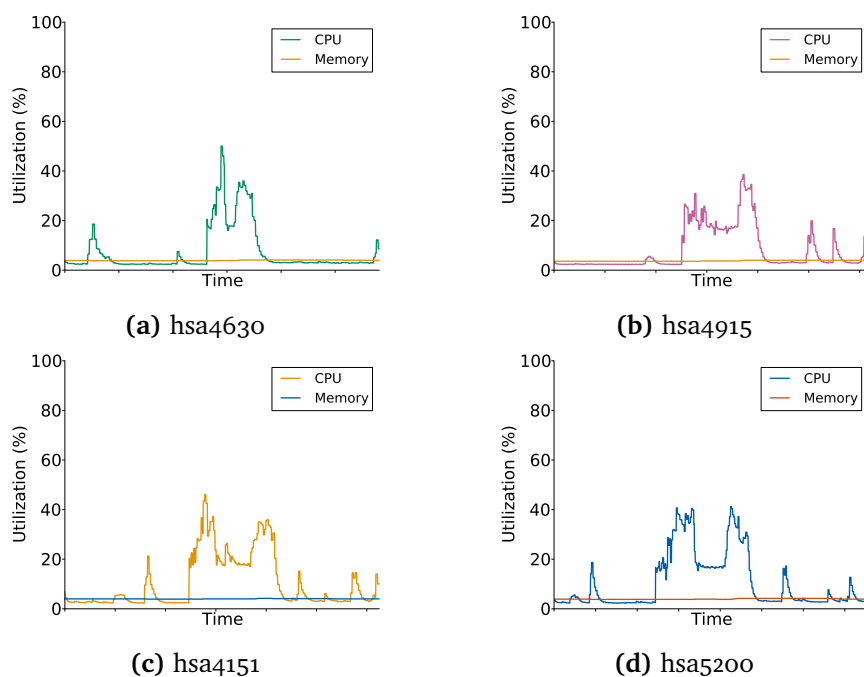 100
80
60
40
20
0
Utilization (%)
Time
CPU
Memory
(a) hsa4630
100
80
60
40
20
0
Utilization (%)
Time
CPU
Memory
(b) hsa4915
100
80
60
40
20
0
Utilization (%)
Time
CPU
Memory
(c) hsa4151
100
80
60
40
20
0
Utilization (%)
Time
CPU
Memory
(d) hsa5200